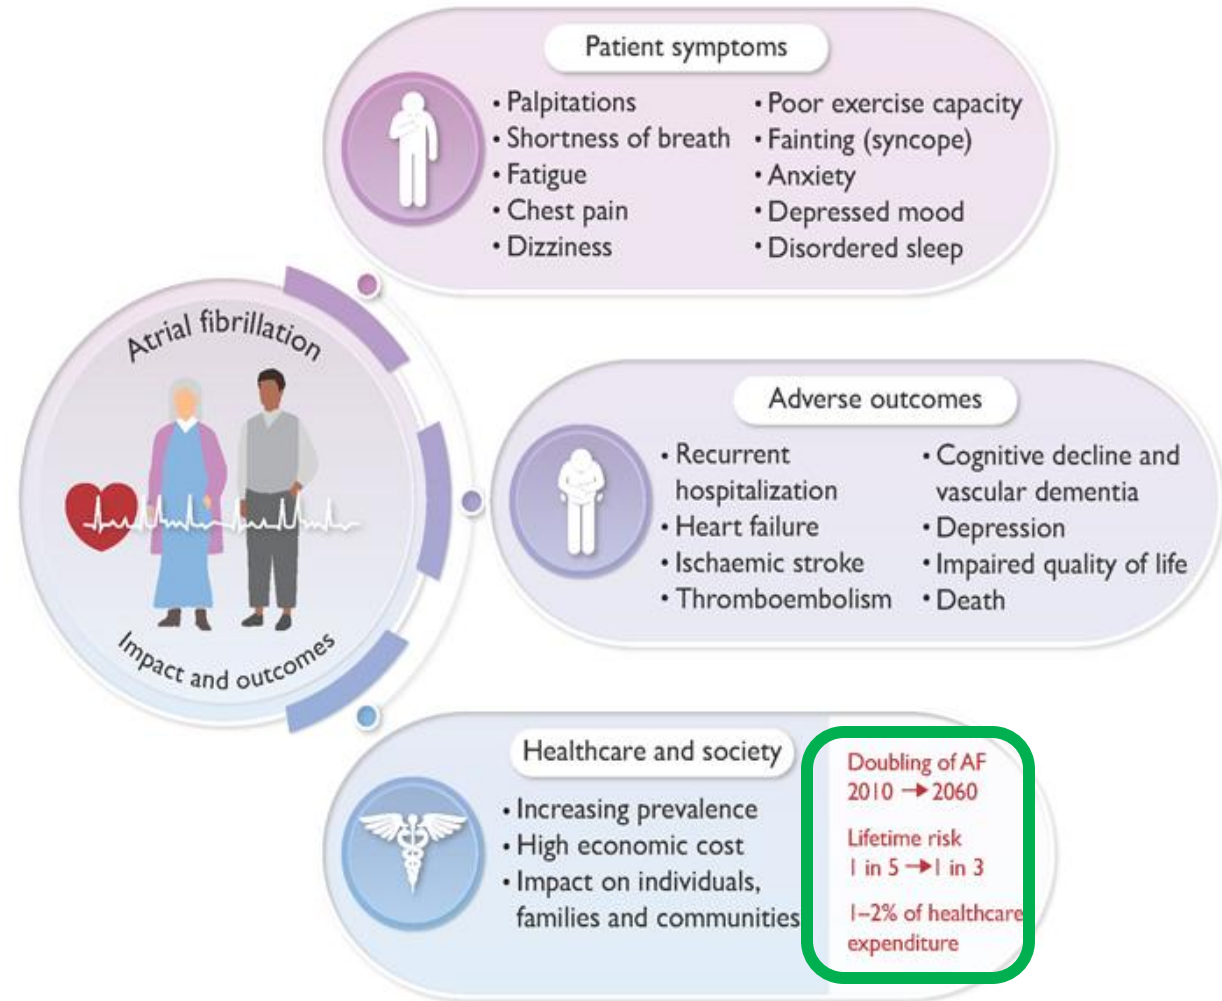 Patient symptoms
• Palpitations
• Shortness of breath
• Fatigue
• Chest pain
• Dizziness
• Poor exercise capacity
• Fainting (syncope)
• Anxiety
• Depressed mood
• Disordered sleep
Atrial fibrillation
Impact and outcomes
Adverse outcomes
• Recurrent
hospitalization
• Heart failure
• Ischaemic stroke
• Thromboembolism
• Cognitive decline and
vascular dementia
• Depression
• Impaired quality of life
• Death
Healthcare and society
• Increasing prevalence
• High economic cost
• Impact on individuals,
families and communities
Doubling of AF
2010 → 2060
Lifetime risk
1 in 5 → 1 in 3
1–2% of healthcare
expenditure